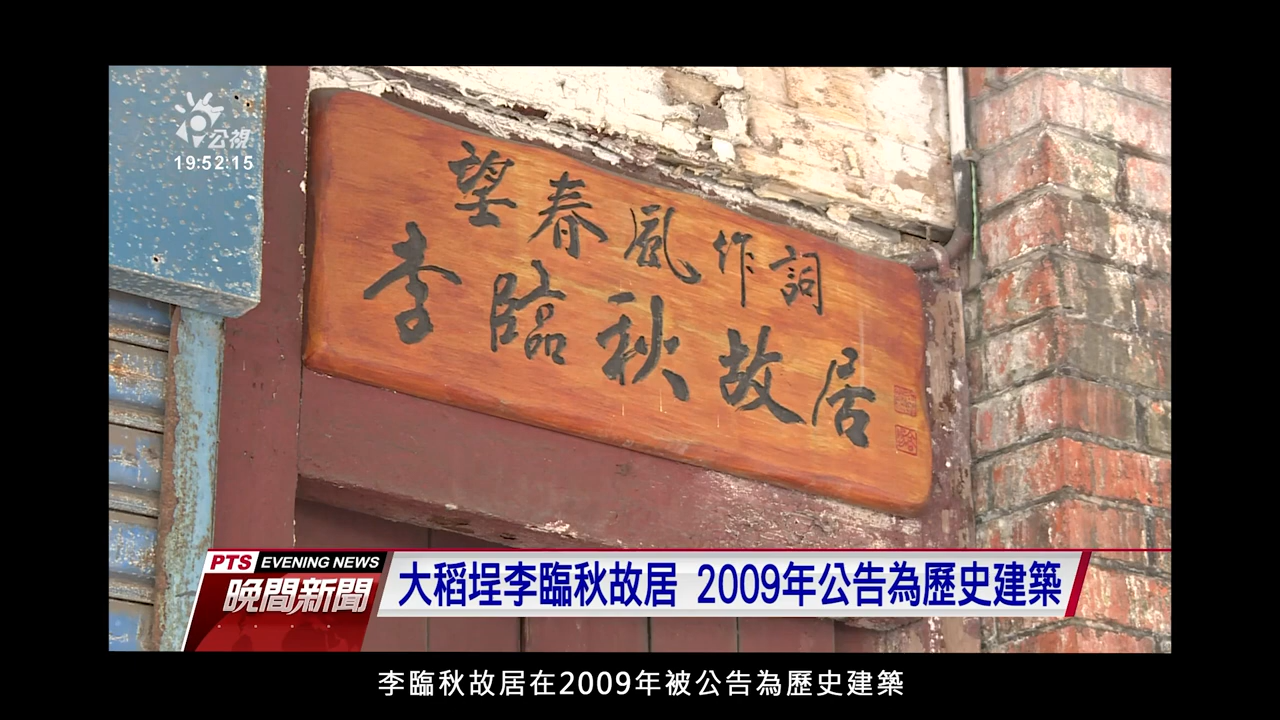 公視
19:52:15
望春風作詞
李臨秋故居
PTS EVENING NEWS
晚間新聞
大稻埕李臨秋故居 2009年公告為歷史建築
李臨秋故居在2009年被公告為歷史建築